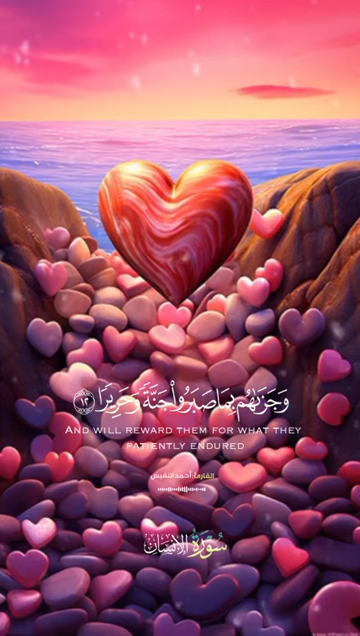 وَجَزَىٰهُم بِمَا صَبَرُوا۟ جَنَّةً وَحَرِيرًا ١٢
AND WILL REWARD THEM FOR WHAT THEY
PATIENTLY ENDURED
القارئ: أحمد النفيس
سُورَةُ الإِنسَان